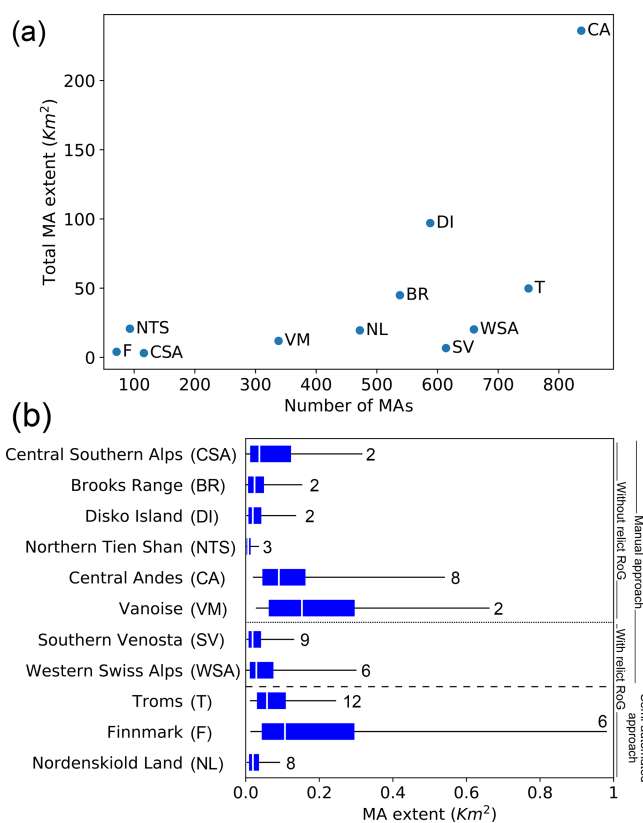 (a)
Total MA extent (Km²)
200
150
100
50
0
CA
DI
BR
T
NTS
F
CSA
VM
NL
WSA
SV
100
200
300
400
500
600
700
800
Number of MAs
(b)
Central Southern Alps (CSA)
2
Brooks Range (BR)
2
Disko Island (DI)
2
Northern Tien Shan (NTS)
3
Central Andes (CA)
8
Vanoise (VM)
2
Southern Venosta (SV)
9
Western Swiss Alps (WSA)
6
Troms (T)
12
Finnmark (F)
6
Nordenskiold Land (NL)
8
0.0
0.2
0.4
0.6
0.8
1
MA extent (Km²)
Without relict RoG
With relict RoG
Manual approach
approach